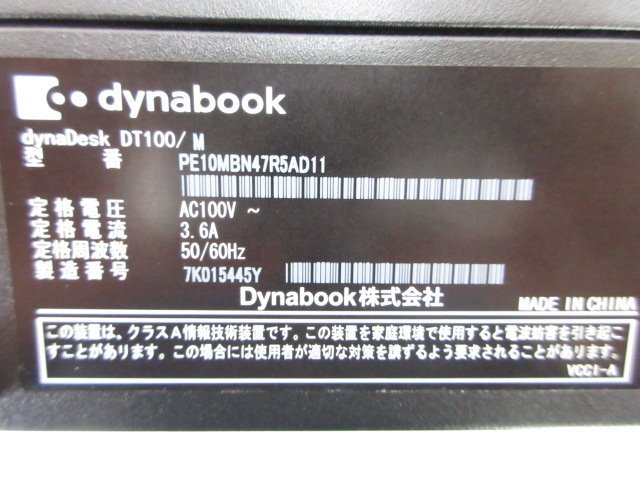 dynabook
dynaDesk DT100/ M
型 番 PE10MBN47R5AD11
定格電圧 AC100V ～
定格電流 3.6A
定格周波数 50/60Hz
製造番号 7K015445Y
Dynabook株式会社
MADE IN CHINA
この装置は、クラスA情報技術装置です。この装置を家庭環境で使用すると電波妨害を引き起こ
すことがあります。この場合には使用者が適切な対策を講ずるよう要求されることがあります。
VCCI-A